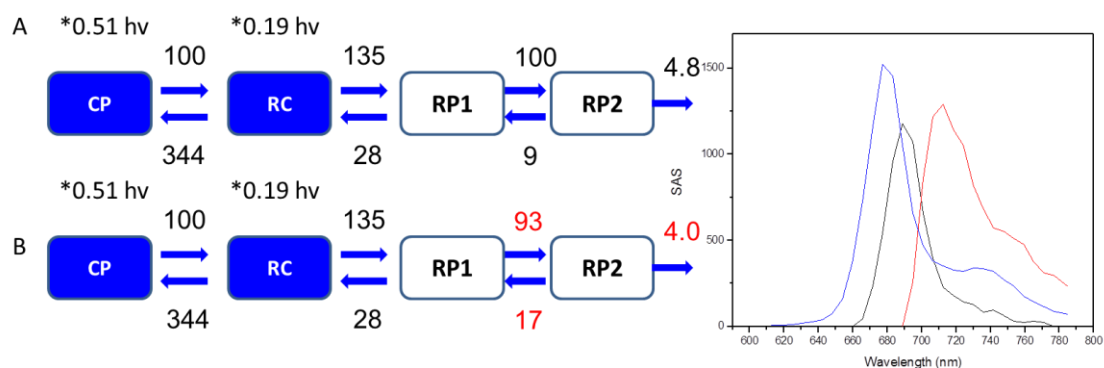 A
*0.51 hv
*0.19 hv
100
135
100
4.8
CP
RC
RP1
RP2
344
28
9
B
*0.51 hv
*0.19 hv
100
135
93
4.0
CP
RC
RP1
RP2
344
28
17
1500
1000
500
0
SAS
600 620 640 660 680 700 720 740 760 780 800
Wavelength (nm)